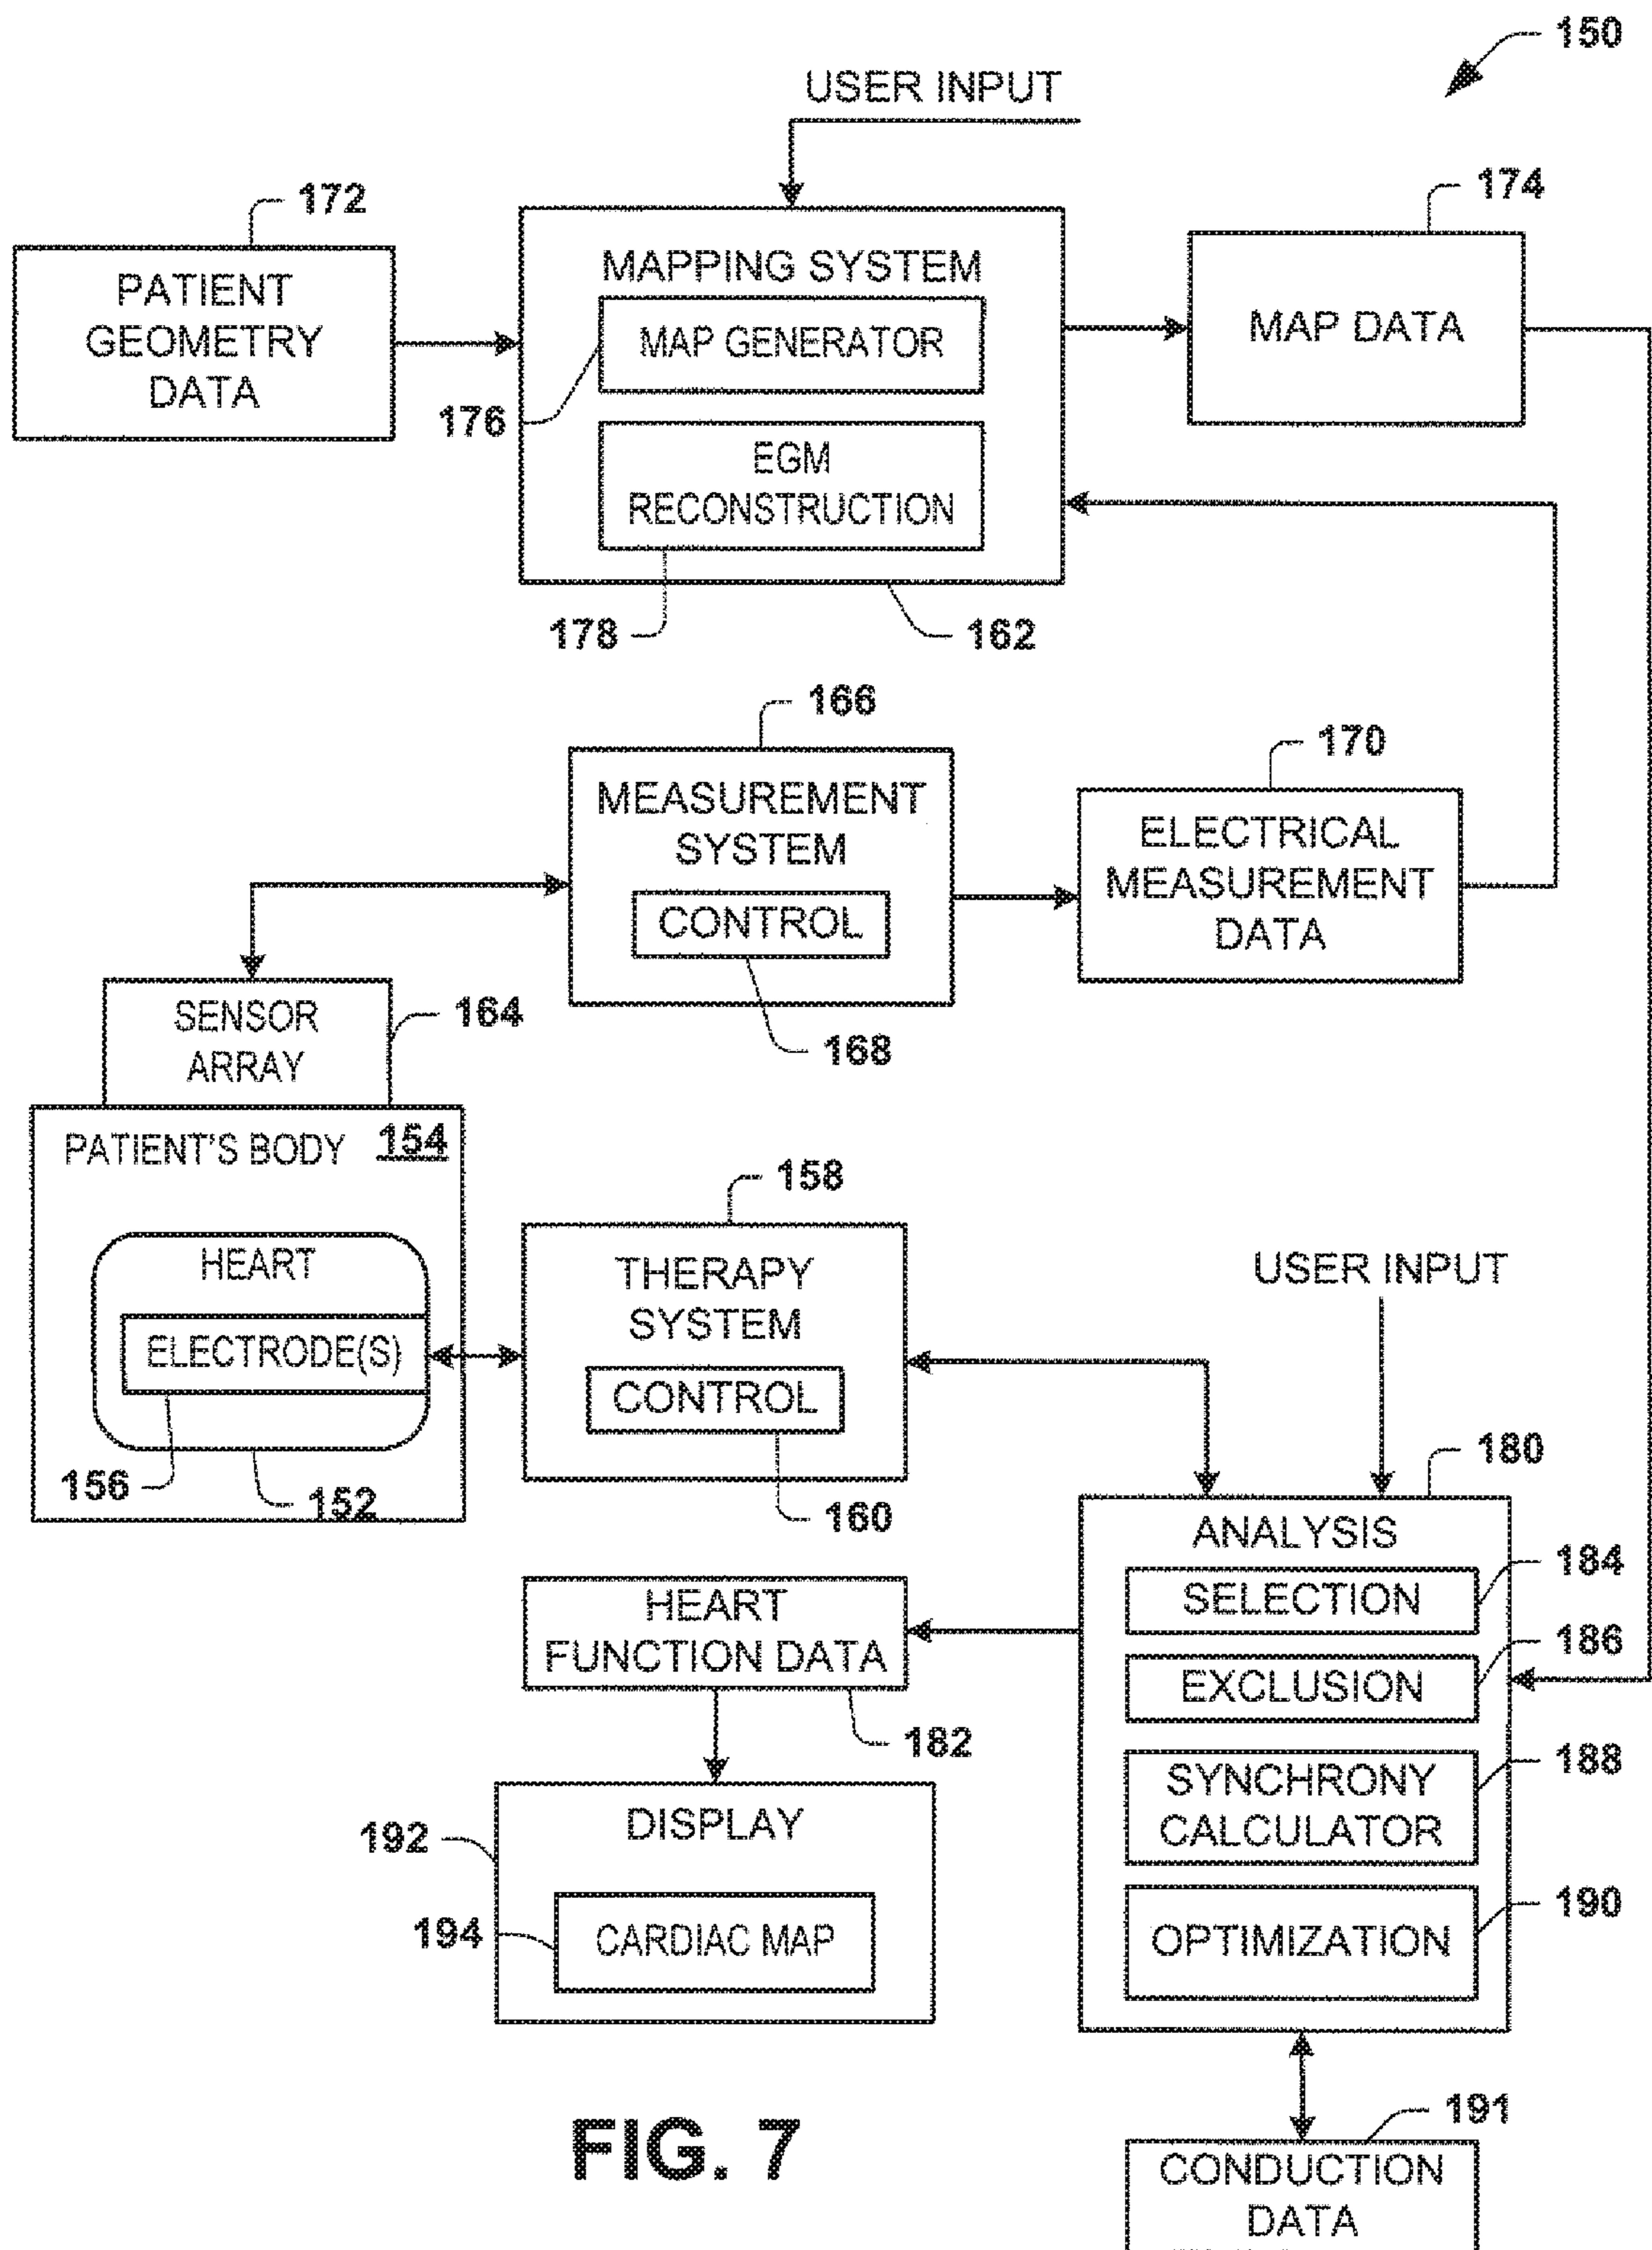 150
USER INPUT
172
174
PATIENT
GEOMETRY
DATA
MAPPING SYSTEM
MAP GENERATOR
176
EGM
RECONSTRUCTION
178
162
MAP DATA
166
MEASUREMENT
SYSTEM
CONTROL
168
170
ELECTRICAL
MEASUREMENT
DATA
SENSOR
ARRAY
164
PATIENT'S BODY 154
HEART
ELECTRODE(S)
156
152
158
THERAPY
SYSTEM
CONTROL
160
USER INPUT
180
ANALYSIS
SELECTION
184
EXCLUSION
186
SYNCHRONY
CALCULATOR
188
OPTIMIZATION
190
HEART
FUNCTION DATA
182
DISPLAY
192
CARDIAC MAP
194
191
CONDUCTION
DATA
FIG. 7